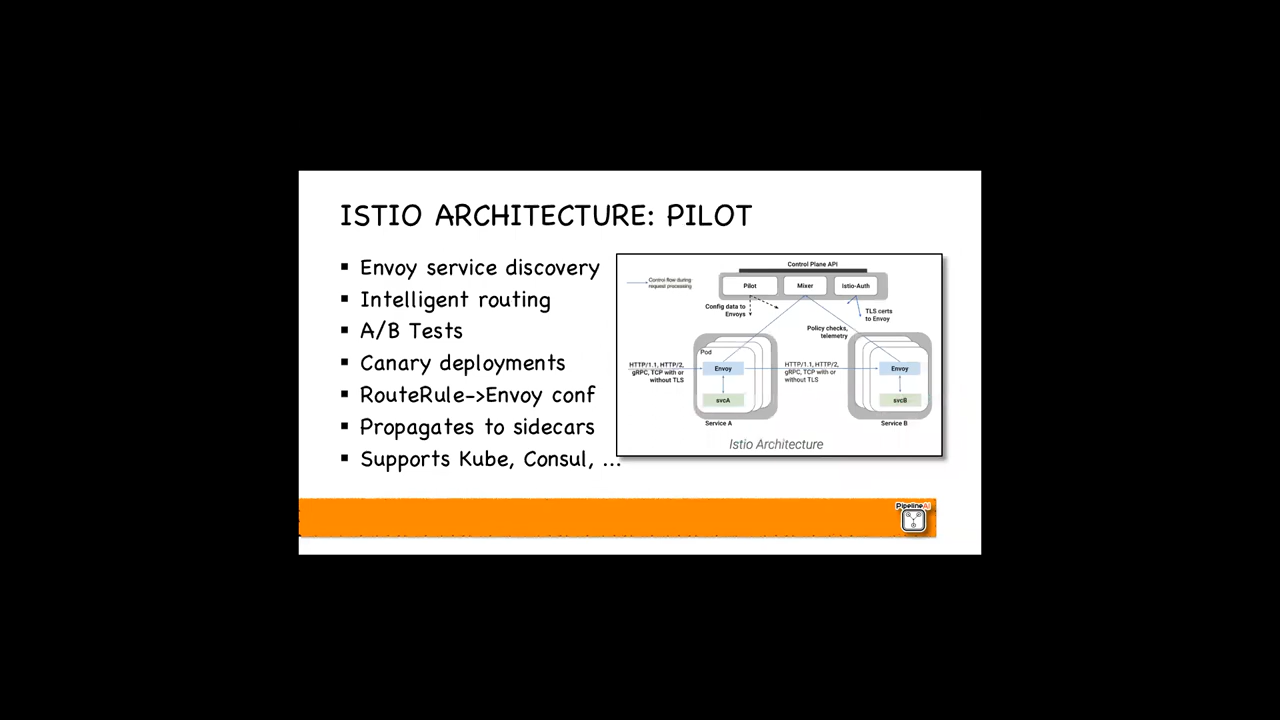 ISTIO ARCHITECTURE: PILOT
▪ Envoy service discovery
▪ Intelligent routing
▪ A/B Tests
▪ Canary deployments
▪ RouteRule->Envoy conf
▪ Propagates to sidecars
▪ Supports Kube, Consul, ...
Control Plane API
Control flow during
request processing
Pilot
Mixer
Istio-Auth
Config data to
Envoys
TLS certs
to Envoy
Policy checks,
telemetry
Pod
HTTP/1.1, HTTP/2,
gRPC, TCP with or
without TLS
Envoy
svcA
Service A
HTTP/1.1, HTTP/2,
gRPC, TCP with or
without TLS
Envoy
svcB
Service B
Istio Architecture
PipelineAI